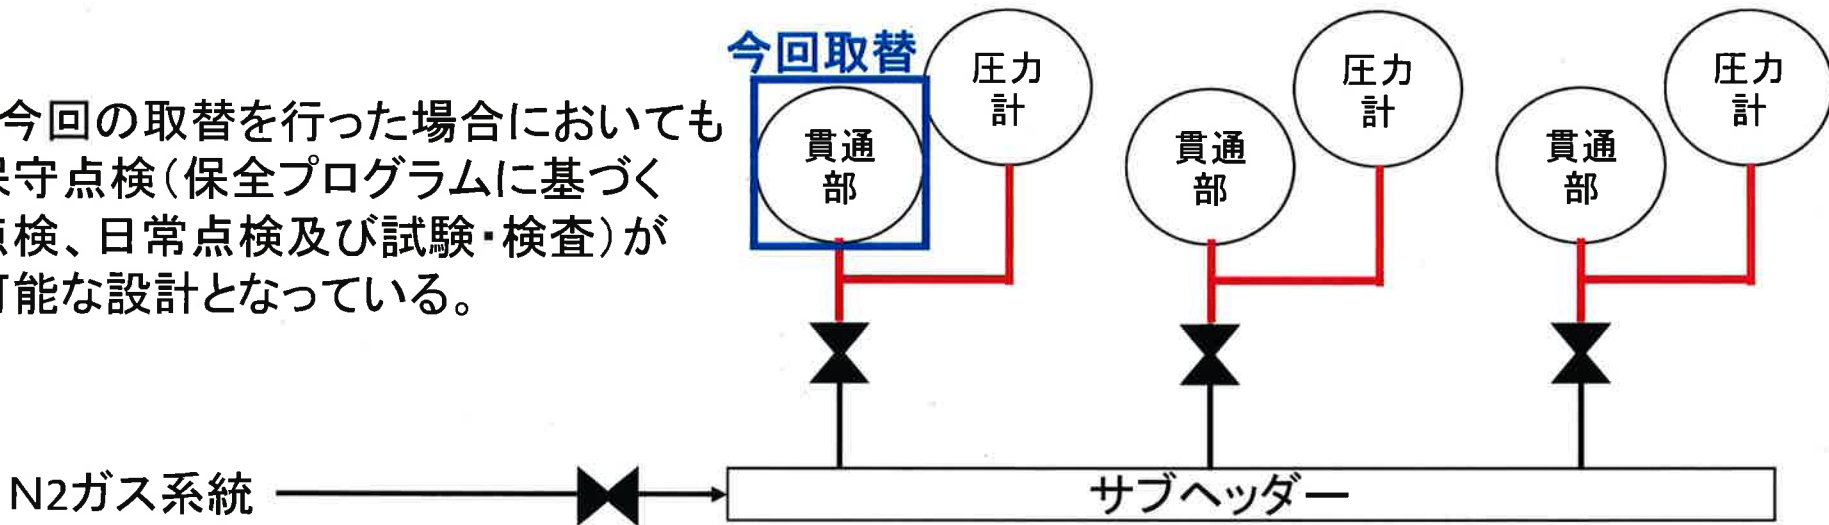 今回取替
今回の取替を行った場合においても
保守点検(保全プログラムに基づく
点検、日常点検及び試験・検査)が
可能な設計となっている。
圧力
計
貫通
部
圧力
計
貫通
部
圧力
計
貫通
部
N2ガス系統
サブヘッダー